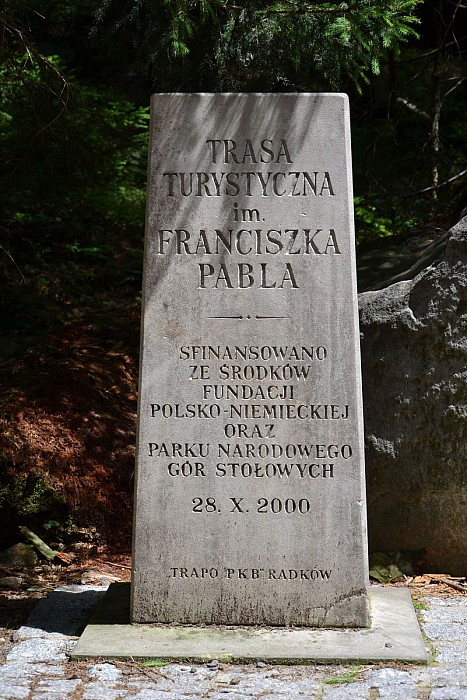 TRASA
TURYSTYCZNA
im.
FRANCISZKA
PABLA
SFINANSOWANO
ZE ŚRODKÓW
FUNDACJI
POLSKO-NIEMIECKIEJ
ORAZ
PARKU NARODOWEGO
GÓR STOŁOWYCH
28. X. 2000
„TRAPO "PKB" RADKÓW